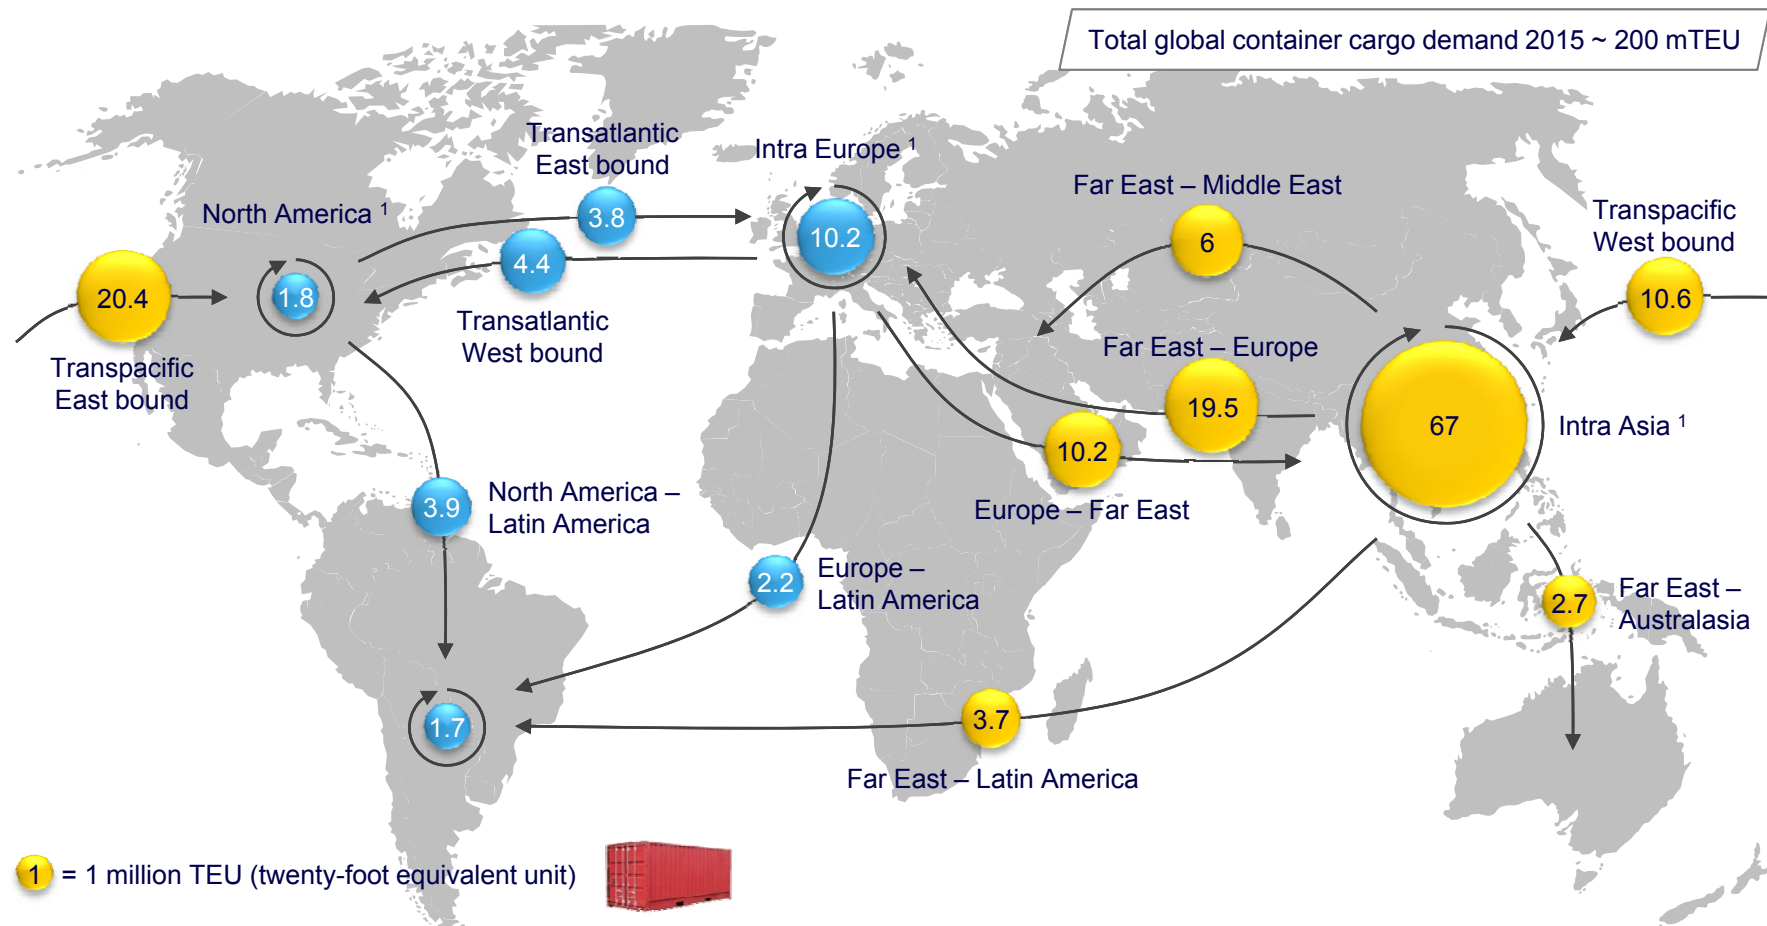 Total global container cargo demand 2015 ~ 200 mTEU
Transatlantic
East bound
3.8
Intra Europe 1
10.2
Far East – Middle East
6
Transpacific
West bound
10.6
North America 1
1.8
20.4
Transpacific
East bound
4.4
Transatlantic
West bound
Far East – Europe
19.5
10.2
Europe – Far East
67
Intra Asia 1
3.9
North America –
Latin America
2.2
Europe –
Latin America
2.7
Far East –
Australasia
1.7
3.7
Far East – Latin America
1 = 1 million TEU (twenty-foot equivalent unit)